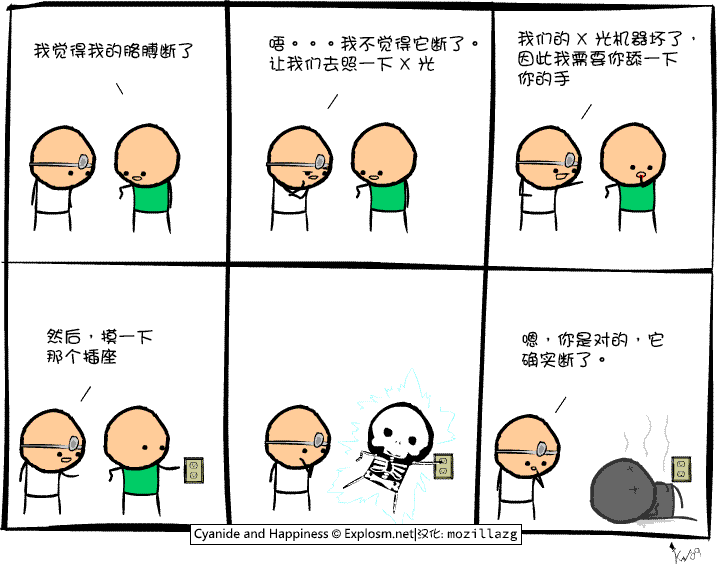 我觉得我的胳膊断了
唔。。。我不觉得它断了。
让我们去照一下 X 光
我们的 X 光机器坏了，
因此我需要你舔一下
你的手
然后，摸一下
那个插座
嗯，你是对的，它
确实断了。
Cyanide and Happiness © Explosm.net|汉化: mozillazg